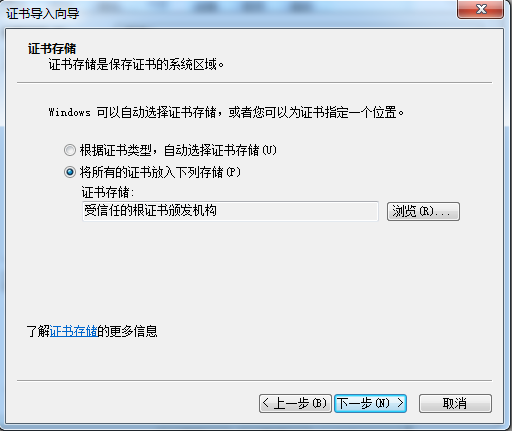 证书导入向导
证书存储
证书存储是保存证书的系统区域。
Windows 可以自动选择证书存储，或者您可以为证书指定一个位置。
根据证书类型，自动选择证书存储(U)
将所有的证书放入下列存储(P)
证书存储:
受信任的根证书颁发机构
浏览(R)...
了解证书存储的更多信息
< 上一步(B)
下一步(N) >
取消